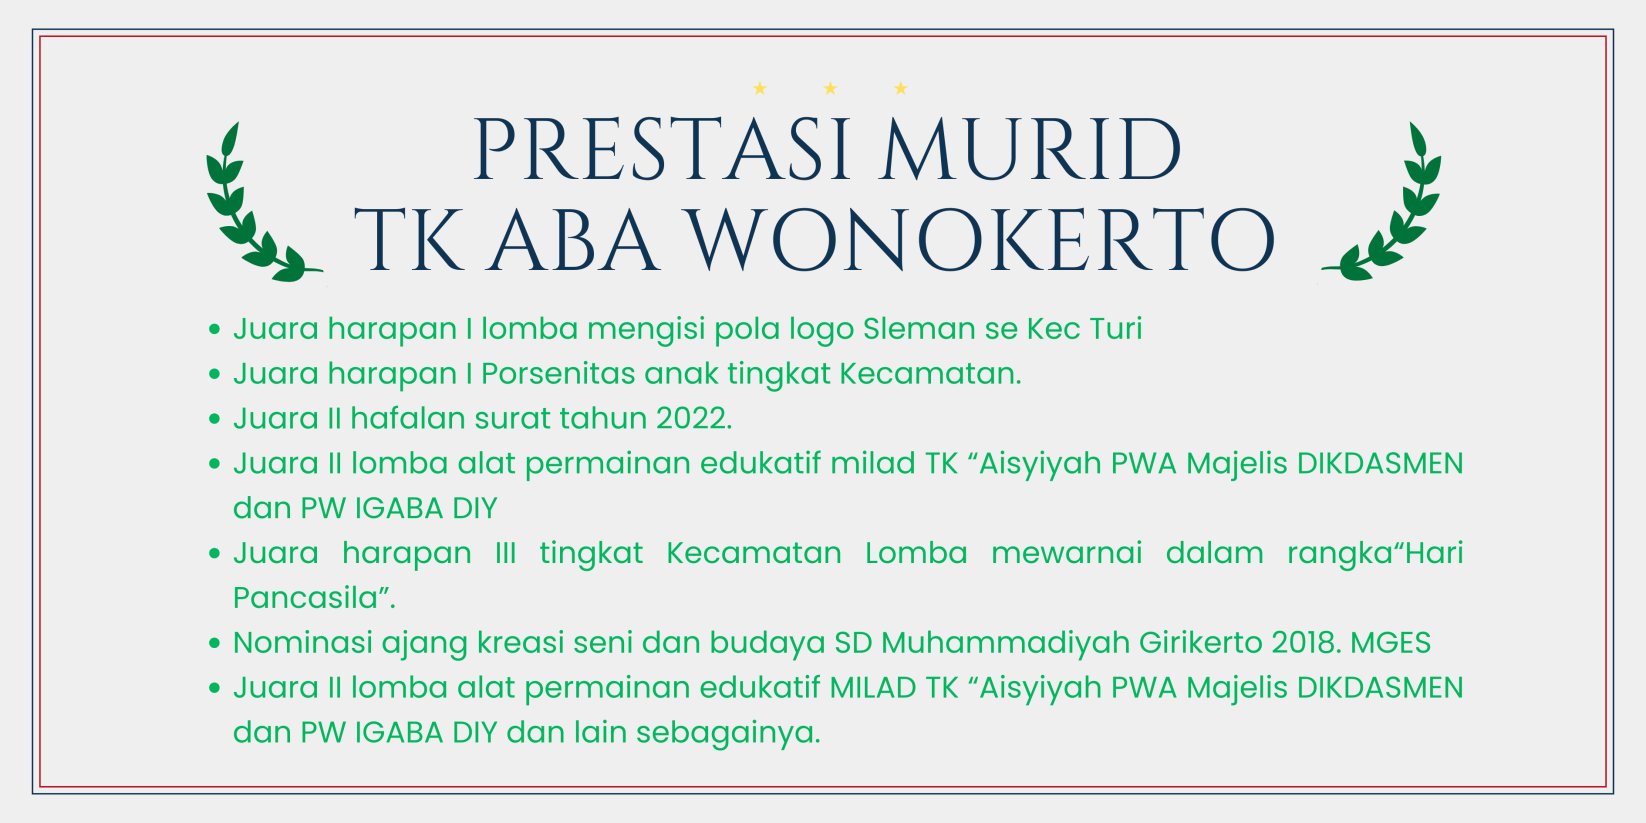 PRESTASI MURID
TK ABA WONOKERTO
• Juara harapan I lomba mengisi pola logo Sleman se Kec Turi
• Juara harapan I Porsenitas anak tingkat Kecamatan.
• Juara II hafalan surat tahun 2022.
• Juara II lomba alat permainan edukatif milad TK “Aisyiyah PWA Majelis DIKDASMEN
dan PW IGABA DIY
• Juara harapan III tingkat Kecamatan Lomba mewarnai dalam rangka“Hari
Pancasila”.
• Nominasi ajang kreasi seni dan budaya SD Muhammadiyah Girikerto 2018. MGES
• Juara II lomba alat permainan edukatif MILAD TK “Aisyiyah PWA Majelis DIKDASMEN
dan PW IGABA DIY dan lain sebagainya.